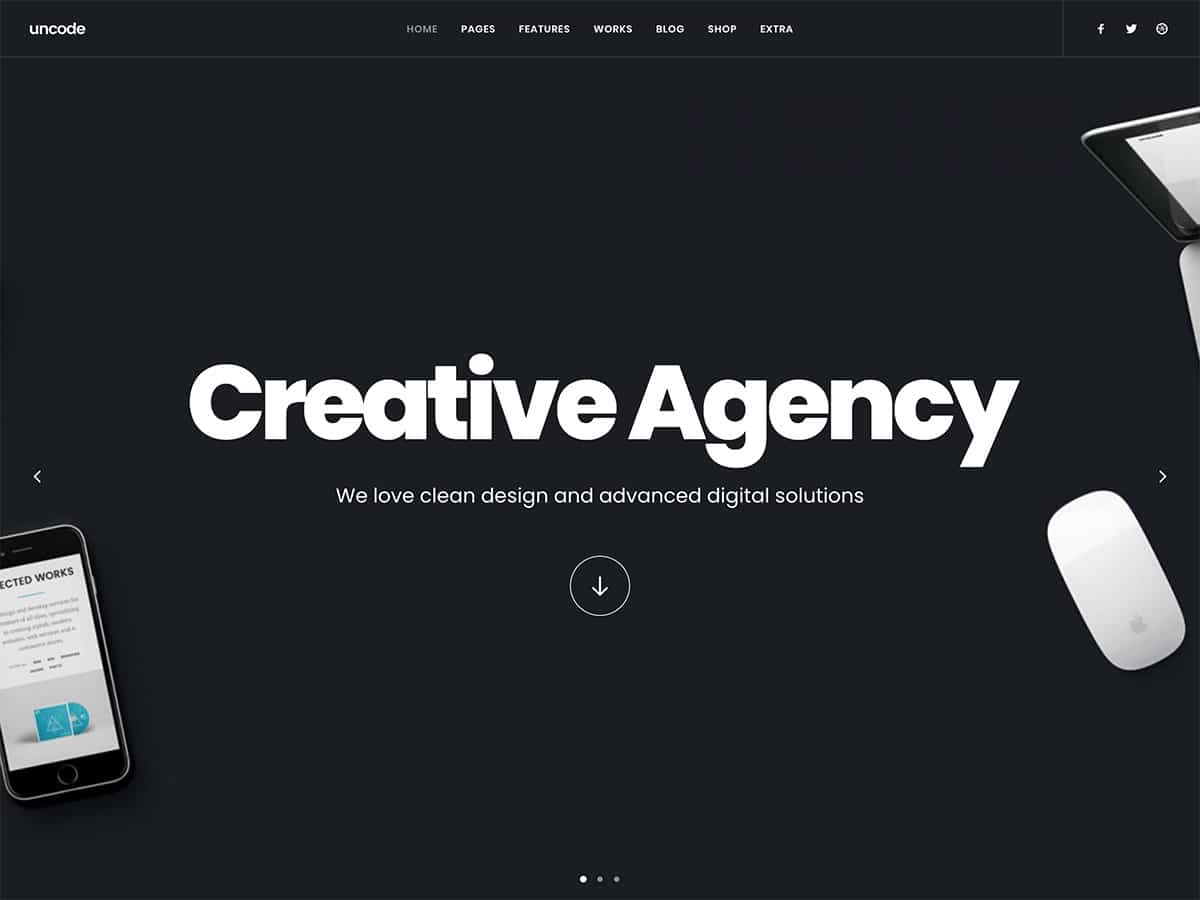 uncode
HOME PAGES FEATURES WORKS BLOG SHOP EXTRA
Creative Agency
We love clean design and advanced digital solutions
ECTED WORKS